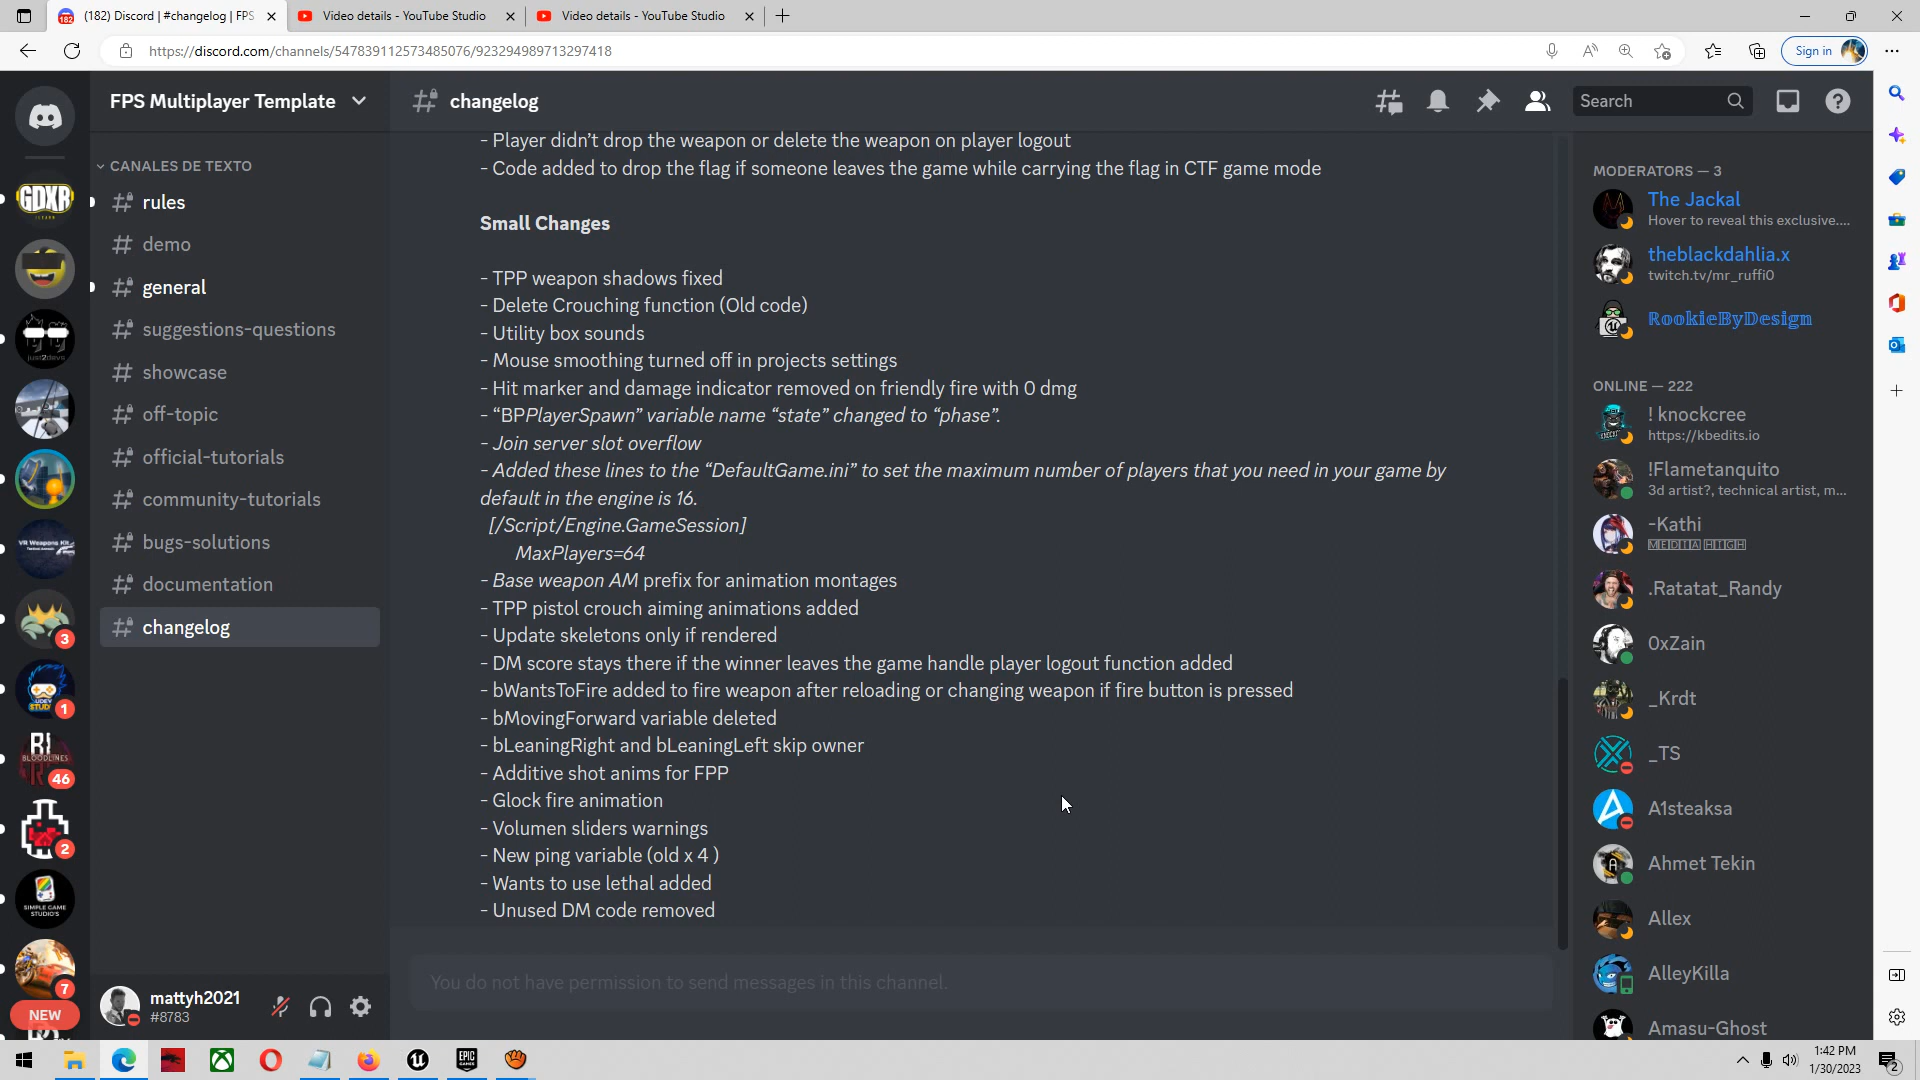 (182) Discord | #changelog | FPS
Video details - YouTube Studio
Video details - YouTube Studio
https://discord.com/channels/547839112573485076/923294989713297418
Sign in
FPS Multiplayer Template
changelog
Search
CANALES DE TEXTO
rules
demo
general
suggestions-questions
showcase
off-topic
official-tutorials
community-tutorials
bugs-solutions
documentation
changelog
- Player didn’t drop the weapon or delete the weapon on player logout
- Code added to drop the flag if someone leaves the game while carrying the flag in CTF game mode
Small Changes
- TPP weapon shadows fixed
- Delete Crouching function (Old code)
- Utility box sounds
- Mouse smoothing turned off in projects settings
- Hit marker and damage indicator removed on friendly fire with 0 dmg
- “BPPlayerSpawn” variable name “state” changed to “phase”.
- Join server slot overflow
- Added these lines to the “DefaultGame.ini” to set the maximum number of players that you need in your game by
default in the engine is 16.
[/Script/Engine.GameSession]
MaxPlayers=64
- Base weapon AM prefix for animation montages
- TPP pistol crouch aiming animations added
- Update skeletons only if rendered
- DM score stays there if the winner leaves the game handle player logout function added
- bWantsToFire added to fire weapon after reloading or changing weapon if fire button is pressed
- bMovingForward variable deleted
- bLeaningRight and bLeaningLeft skip owner
- Additive shot anims for FPP
- Glock fire animation
- Volumen sliders warnings
- New ping variable (old x 4 )
- Wants to use lethal added
- Unused DM code removed
You do not have permission to send messages in this channel.
MODERATORS — 3
The Jackal
Hover to reveal this exclusive....
theblackdahlia.x
twitch.tv/mr_ruffi0
ℝ𝕠𝕠𝕜𝕚𝕖𝔹𝕪𝔻𝕖𝕤𝕚𝕘𝕟
ONLINE — 222
! knockcree
https://kbedits.io
!Flametanquito
3d artist?, technical artist, m...
-Kathi
🄼🄴🄳🄸🄰 🄷🄸🄶🄷
.Ratatat_Randy
0xZain
_Krdt
_TS
A1steaksa
Ahmet Tekin
Allex
AlleyKilla
Amasu-Ghost
GDXR
just2devs
VR Weapons Kit
3
1
BLOODLINES
46
2
SIMPLE GAME
STUDIO'S
7
NEW
mattyh2021
#8783
EPIC
GAMES
1:42 PM
1/30/2023
2